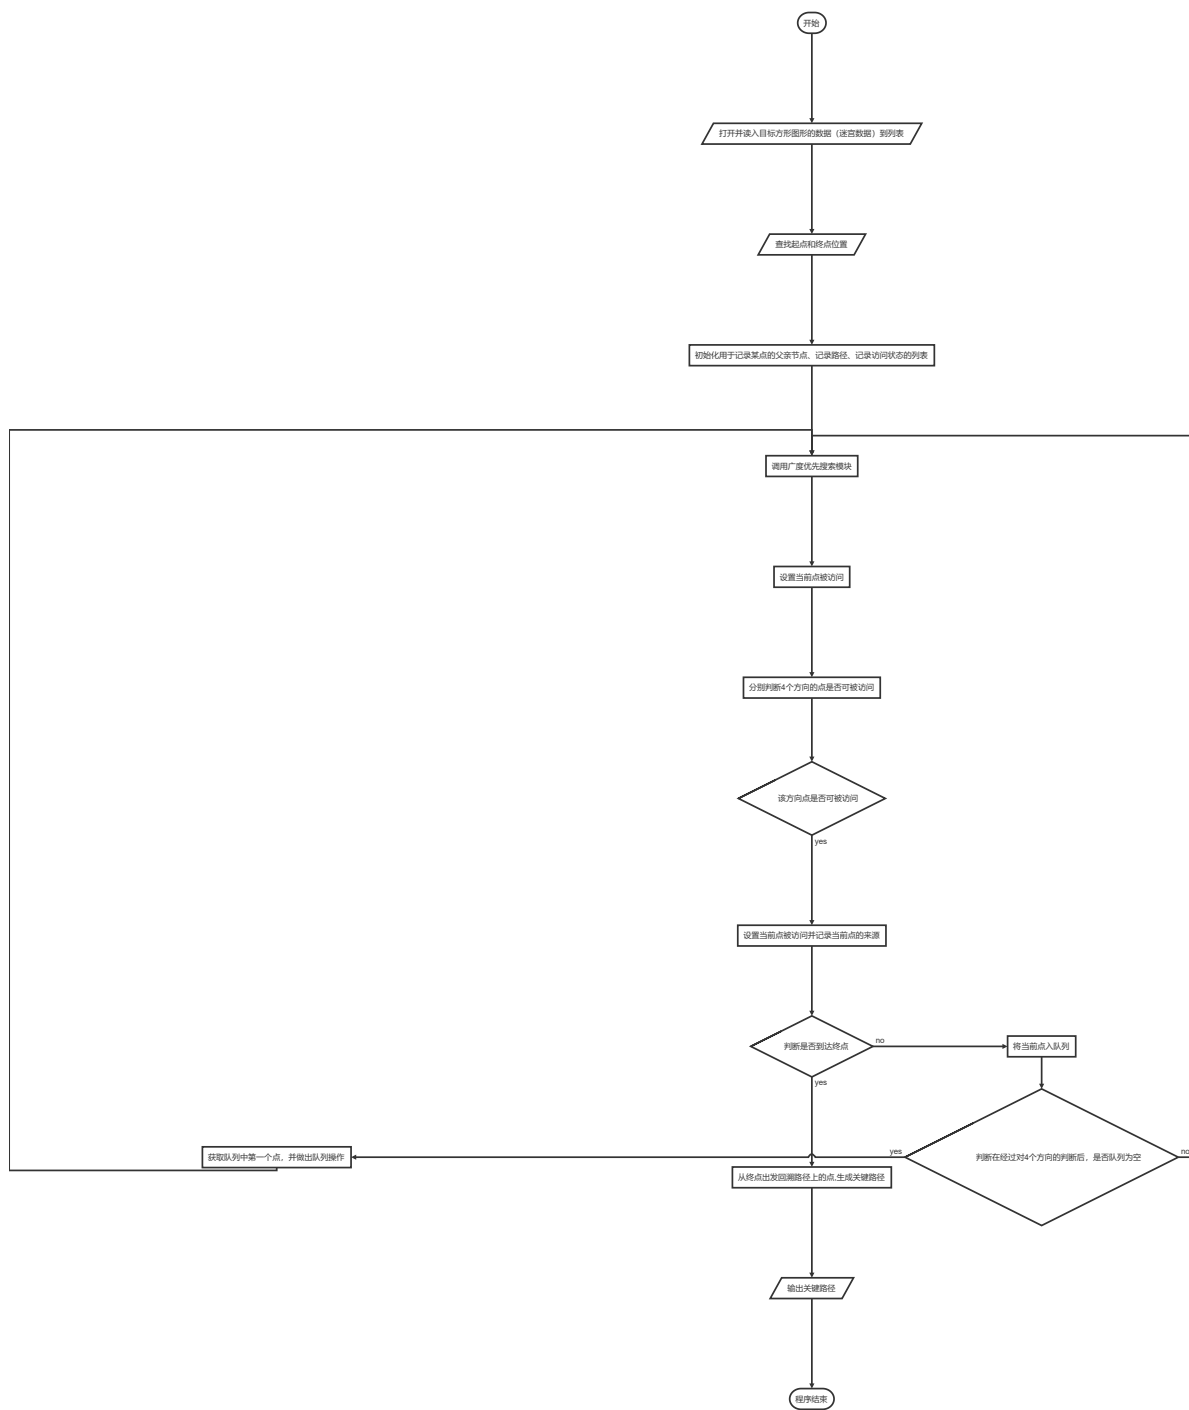 开始
打开并读入目标方形图形的数据（迷宫数据）到列表
查找起点和终点位置
初始化用于记录某点的父亲节点、记录路径、记录访问状态的列表
调用广度优先搜索模块
设置当前点被访问
分别判断4个方向的点是否可被访问
该方向点是否可被访问
yes
设置当前点被访问并记录当前点的来源
判断是否到达终点
no
将当前点入队列
yes
获取队列中第一个点，并做出队列操作
yes
判断在经过对4个方向的判断后，是否队列为空
no
从终点出发回溯路径上的点,生成关键路径
输出关键路径
程序结束